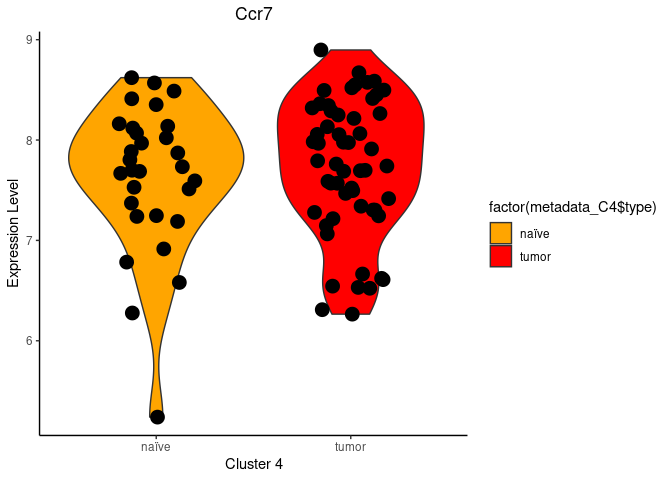 Ccr7
9
8
7
6
Expression Level
naïve
tumor
Cluster 4
factor(metadata_C4$type)
naïve
tumor